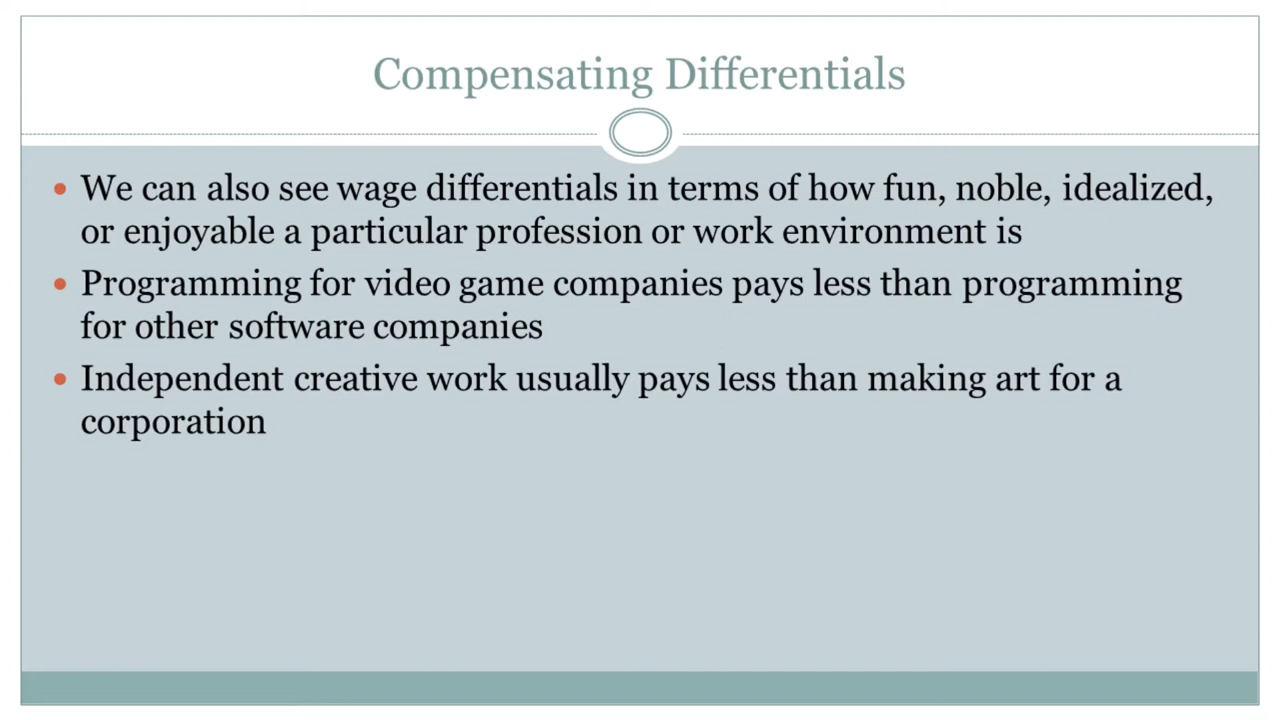 Compensating Differentials
• We can also see wage differentials in terms of how fun, noble, idealized,
or enjoyable a particular profession or work environment is
• Programming for video game companies pays less than programming
for other software companies
• Independent creative work usually pays less than making art for a
corporation